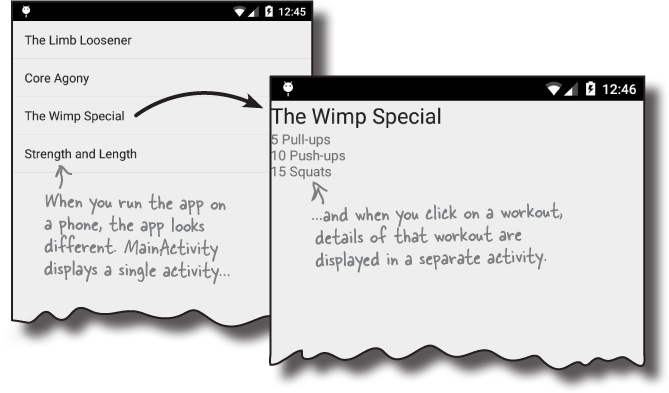 12:45
The Limb Loosener
Core Agony
The Wimp Special
Strength and Length
When you run the app on
a phone, the app looks
different. MainActivity
displays a single activity...
12:46
The Wimp Special
5 Pull-ups
10 Push-ups
15 Squats
...and when you click on a workout,
details of that workout are
displayed in a separate activity.